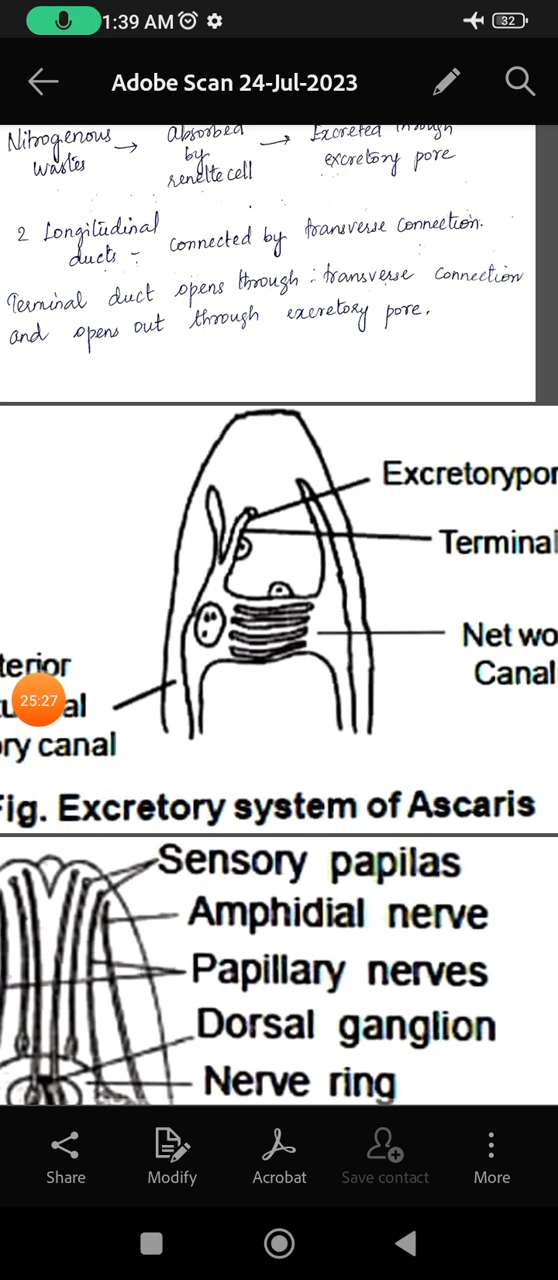 1:39 AM
32
Adobe Scan 24-Jul-2023
Nitrogenous wastes → absorbed by renette cell → Excreted through excretory pore
2 Longitudinal ducts - connected by transverse connection.
Terminal duct opens through : transverse connection
and opens out through excretory pore.
Excretorypor
Terminal
Net wo
Canal
terior
al
ry canal
25:27
Fig. Excretory system of Ascaris
Sensory papilas
Amphidial nerve
Papillary nerves
Dorsal ganglion
Nerve ring
Share
Modify
Acrobat
Save contact
More